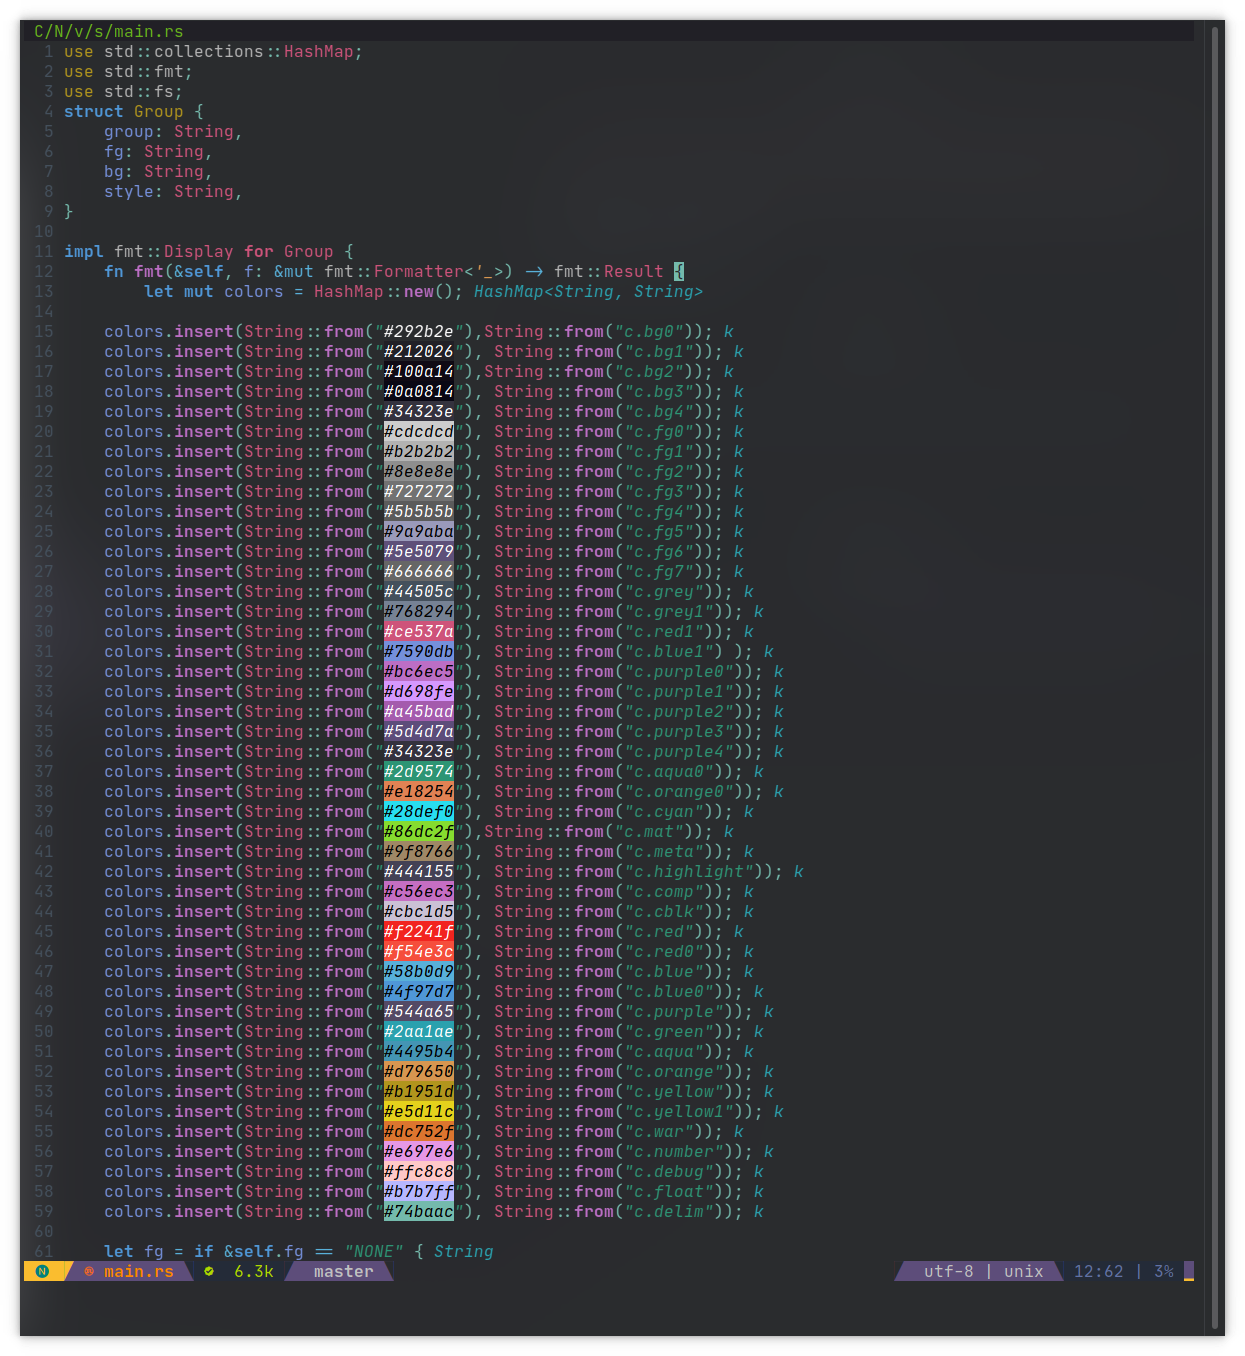 C/N/v/s/main.rs
1 use std::collections::HashMap;
2 use std::fmt;
3 use std::fs;
4 struct Group {
5     group: String,
6     fg: String,
7     bg: String,
8     style: String,
9 }
10
11 impl fmt::Display for Group {
12     fn fmt(&self, f: &mut fmt::Formatter<'_>) -> fmt::Result {
13         let mut colors = HashMap::new(); HashMap<String, String>
14
15     colors.insert(String::from("#292b2e"),String::from("c.bg0")); k
16     colors.insert(String::from("#212026"), String::from("c.bg1")); k
17     colors.insert(String::from("#100a14"),String::from("c.bg2")); k
18     colors.insert(String::from("#0a0814"), String::from("c.bg3")); k
19     colors.insert(String::from("#34323e"), String::from("c.bg4")); k
20     colors.insert(String::from("#cdcdcd"), String::from("c.fg0")); k
21     colors.insert(String::from("#b2b2b2"), String::from("c.fg1")); k
22     colors.insert(String::from("#8e8e8e"), String::from("c.fg2")); k
23     colors.insert(String::from("#727272"), String::from("c.fg3")); k
24     colors.insert(String::from("#5b5b5b"), String::from("c.fg4")); k
25     colors.insert(String::from("#9a9aba"), String::from("c.fg5")); k
26     colors.insert(String::from("#5e5079"), String::from("c.fg6")); k
27     colors.insert(String::from("#666666"), String::from("c.fg7")); k
28     colors.insert(String::from("#44505c"), String::from("c.grey")); k
29     colors.insert(String::from("#768294"), String::from("c.grey1")); k
30     colors.insert(String::from("#ce537a"), String::from("c.red1")); k
31     colors.insert(String::from("#7590db"), String::from("c.blue1") ); k
32     colors.insert(String::from("#bc6ec5"), String::from("c.purple0")); k
33     colors.insert(String::from("#d698fe"), String::from("c.purple1")); k
34     colors.insert(String::from("#a45bad"), String::from("c.purple2")); k
35     colors.insert(String::from("#5d4d7a"), String::from("c.purple3")); k
36     colors.insert(String::from("#34323e"), String::from("c.purple4")); k
37     colors.insert(String::from("#2d9574"), String::from("c.aqua0")); k
38     colors.insert(String::from("#e18254"), String::from("c.orange0")); k
39     colors.insert(String::from("#28def0"), String::from("c.cyan")); k
40     colors.insert(String::from("#86dc2f"),String::from("c.mat")); k
41     colors.insert(String::from("#9f8766"), String::from("c.meta")); k
42     colors.insert(String::from("#444155"), String::from("c.highlight")); k
43     colors.insert(String::from("#c56ec3"), String::from("c.comp")); k
44     colors.insert(String::from("#cbc1d5"), String::from("c.cblk")); k
45     colors.insert(String::from("#f2241f"), String::from("c.red")); k
46     colors.insert(String::from("#f54e3c"), String::from("c.red0")); k
47     colors.insert(String::from("#58b0d9"), String::from("c.blue")); k
48     colors.insert(String::from("#4f97d7"), String::from("c.blue0")); k
49     colors.insert(String::from("#544a65"), String::from("c.purple")); k
50     colors.insert(String::from("#2aa1ae"), String::from("c.green")); k
51     colors.insert(String::from("#4495b4"), String::from("c.aqua")); k
52     colors.insert(String::from("#d79650"), String::from("c.orange")); k
53     colors.insert(String::from("#b1951d"), String::from("c.yellow")); k
54     colors.insert(String::from("#e5d11c"), String::from("c.yellow1")); k
55     colors.insert(String::from("#dc752f"), String::from("c.war")); k
56     colors.insert(String::from("#e697e6"), String::from("c.number")); k
57     colors.insert(String::from("#ffc8c8"), String::from("c.debug")); k
58     colors.insert(String::from("#b7b7ff"), String::from("c.float")); k
59     colors.insert(String::from("#74baac"), String::from("c.delim")); k
60
61     let fg = if &self.fg == "NONE" { String
N main.rs 6.3k master utf-8 | unix 12:62 | 3%